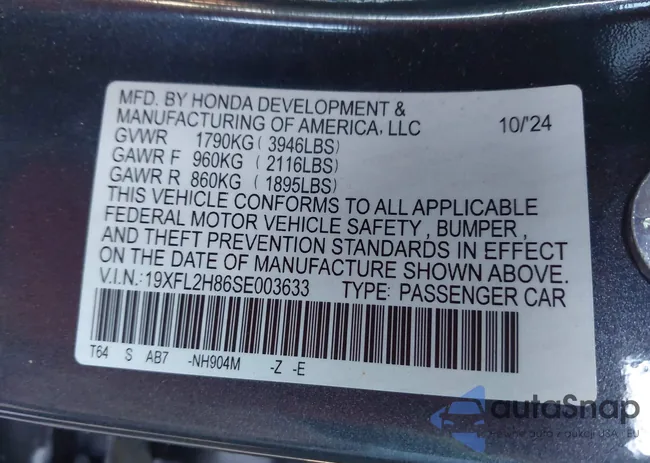 MFD. BY HONDA DEVELOPMENT &
MANUFACTURING OF AMERICA, LLC 10/'24
GVWR 1790KG (3946LBS)
GAWR F 960KG (2116LBS)
GAWR R 860KG (1895LBS)
THIS VEHICLE CONFORMS TO ALL APPLICABLE
FEDERAL MOTOR VEHICLE SAFETY, BUMPER,
AND THEFT PREVENTION STANDARDS IN EFFECT
ON THE DATE OF MANUFACTURE SHOWN ABOVE.
V.I.N.:19XFL2H86SE003633 TYPE: PASSENGER CAR
T64 S AB7 -NH904M -Z -E
autoSnap